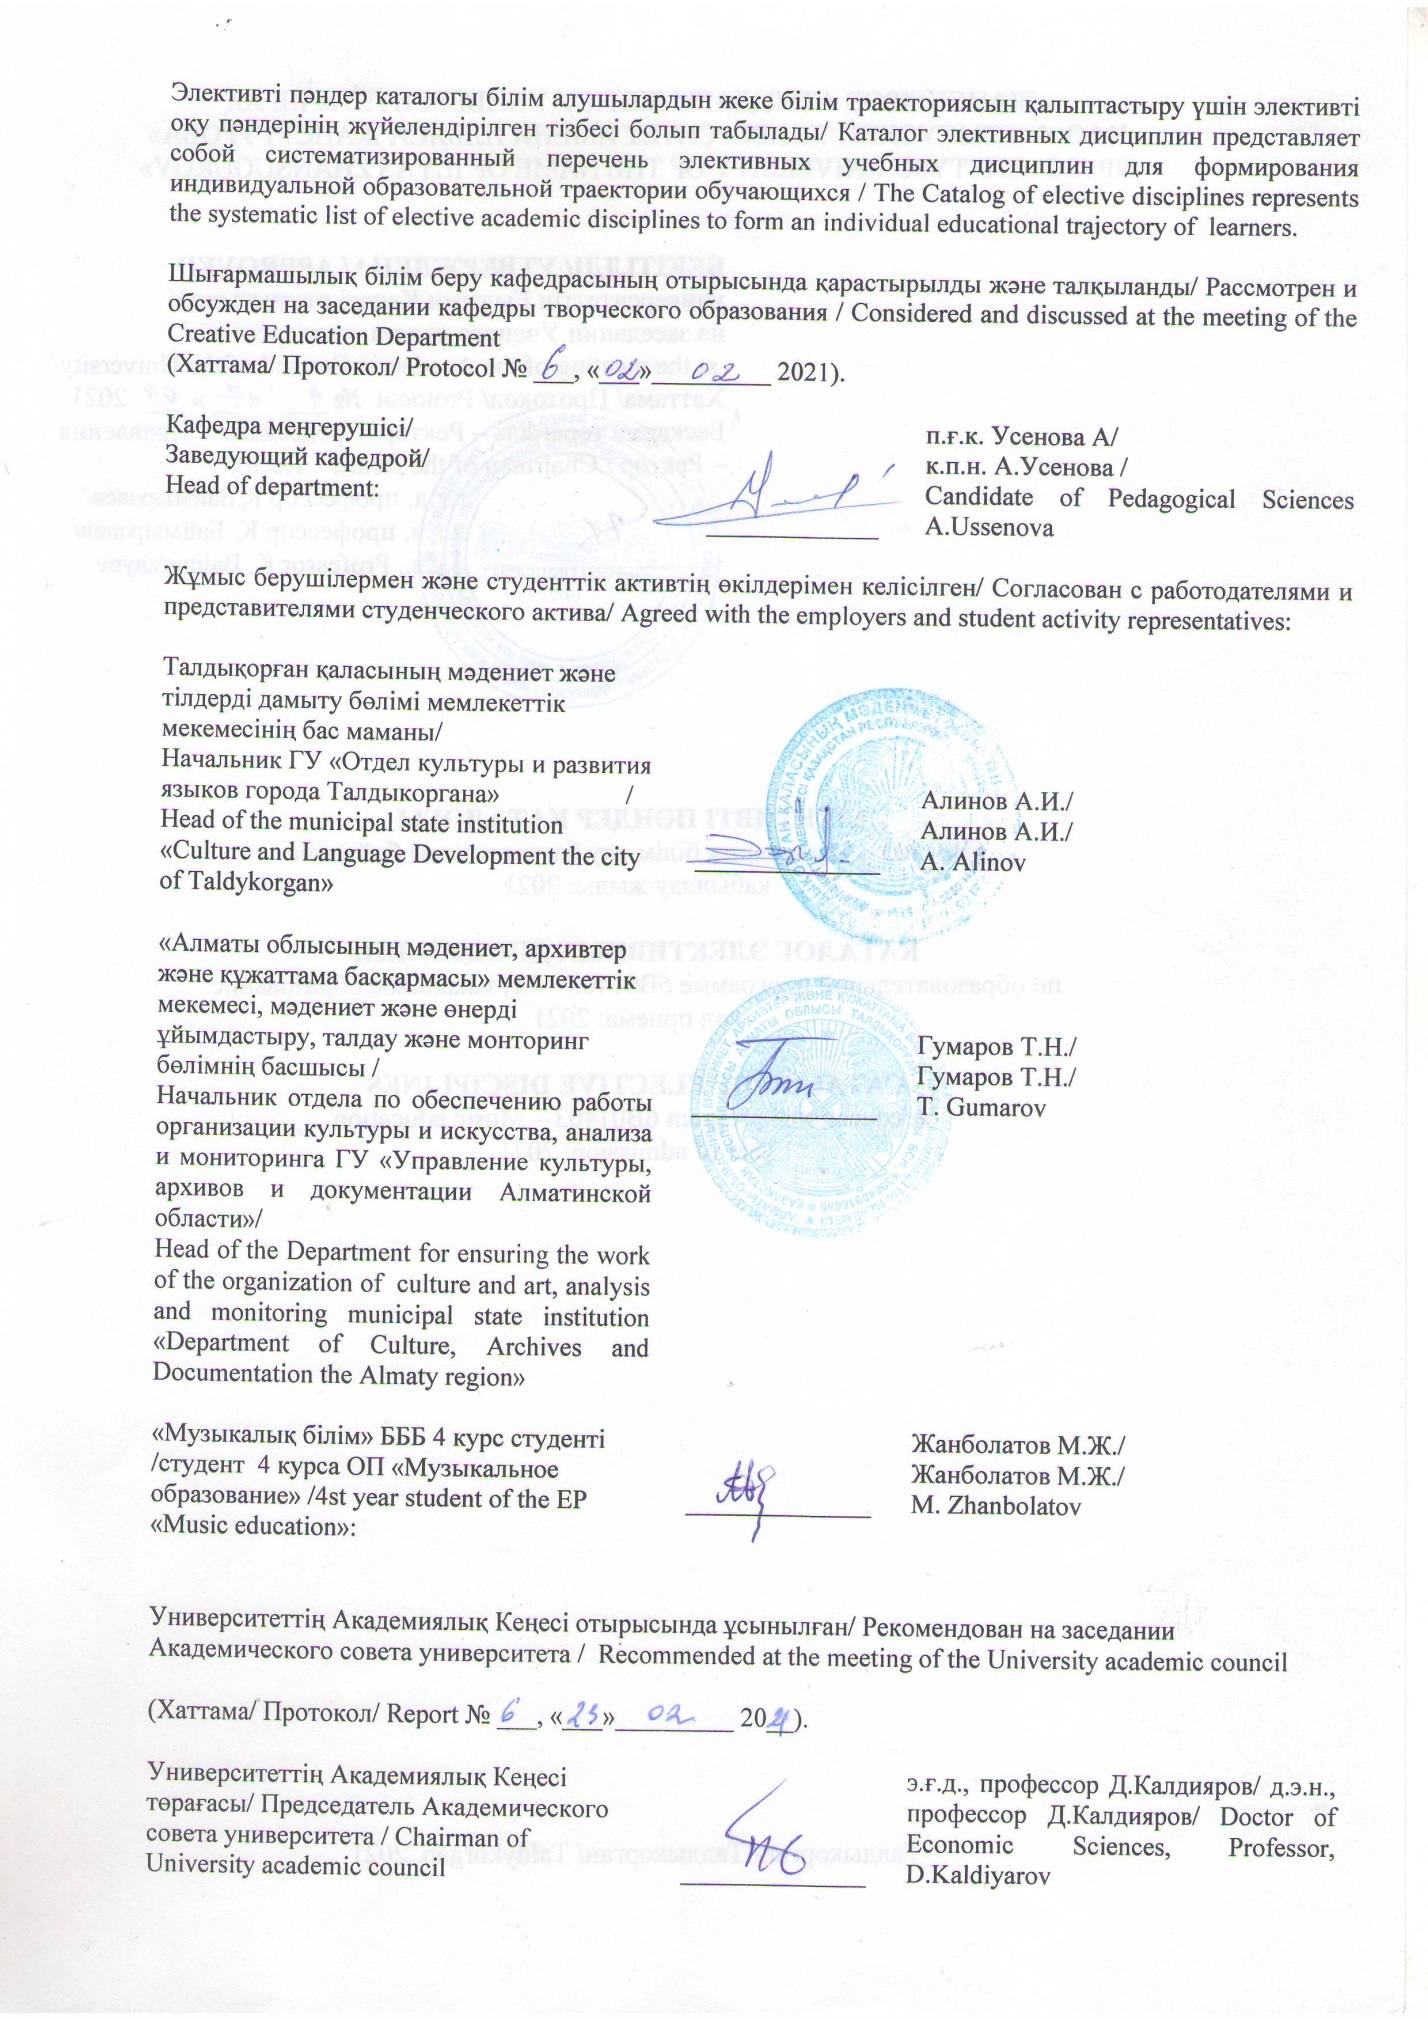 Элективті пәндер каталогы білім алушылардын жеке білім траекториясын қалыптастыру үшін элективті
оқу пәндерінің жүйелендірілген тізбесі болып табылады/ Каталог элективных дисциплин представляет
собой систематизированный перечень элективных учебных дисциплин для формирования
индивидуальной образовательной траектории обучающихся / The Catalog of elective disciplines represents
the systematic list of elective academic disciplines to form an individual educational trajectory of learners.
Шығармашылық білім беру кафедрасының отырысында қарастырылды және талқыланды/ Рассмотрен и
обсужден на заседании кафедры творческого образования / Considered and discussed at the meeting of the
Creative Education Department
(Хаттама/ Протокол/ Protocol № 6, «02» 02 2021).
Кафедра меңгерушісі/
Заведующий кафедрой/
Head of department:
п.ғ.к. Усенова А/
к.п.н. А.Усенова /
Candidate of Pedagogical Sciences
A.Ussenova
Жұмыс берушілермен және студенттік активтің өкілдерімен келісілген/ Согласован с работодателями и
представителями студенческого актива/ Agreed with the employers and student activity representatives:
Талдықорған қаласының мәдениет және
тілдерді дамыту бөлімі мемлекеттік
мекемесінің бас маманы/
Начальник ГУ «Отдел культуры и развития
языков города Талдыкоргана» /
Head of the municipal state institution
«Culture and Language Development the city
of Taldykorgan»
Алинов А.И./
Алинов А.И./
A. Alinov
«Алматы облысының мәдениет, архивтер
және құжаттама басқармасы» мемлекеттік
мекемесі, мәдениет және өнерді
ұйымдастыру, талдау және монторинг
бөлімнің басшысы /
Начальник отдела по обеспечению работы
организации культуры и искусства, анализа
и мониторинга ГУ «Управление культуры,
архивов и документации Алматинской
области»/
Head of the Department for ensuring the work
of the organization of culture and art, analysis
and monitoring municipal state institution
«Department of Culture, Archives and
Documentation the Almaty region»
Гумаров Т.Н./
Гумаров Т.Н./
T. Gumarov
«Музыкалық білім» БББ 4 курс студенті
/студент 4 курса ОП «Музыкальное
образование» /4st year student of the EP
«Music education»:
Жанболатов М.Ж./
Жанболатов М.Ж./
M. Zhanbolatov
Университеттің Академиялық Кеңесі отырысында ұсынылған/ Рекомендован на заседании
Академического совета университета / Recommended at the meeting of the University academic council
(Хаттама/ Протокол/ Report № 6, «23» 02 2021).
Университеттің Академиялық Кеңесі
төрағасы/ Председатель Академического
совета университета / Chairman of
University academic council
э.ғ.д., профессор Д.Калдияров/ д.э.н.,
профессор Д.Калдияров/ Doctor of
Economic Sciences, Professor,
D.Kaldiyarov